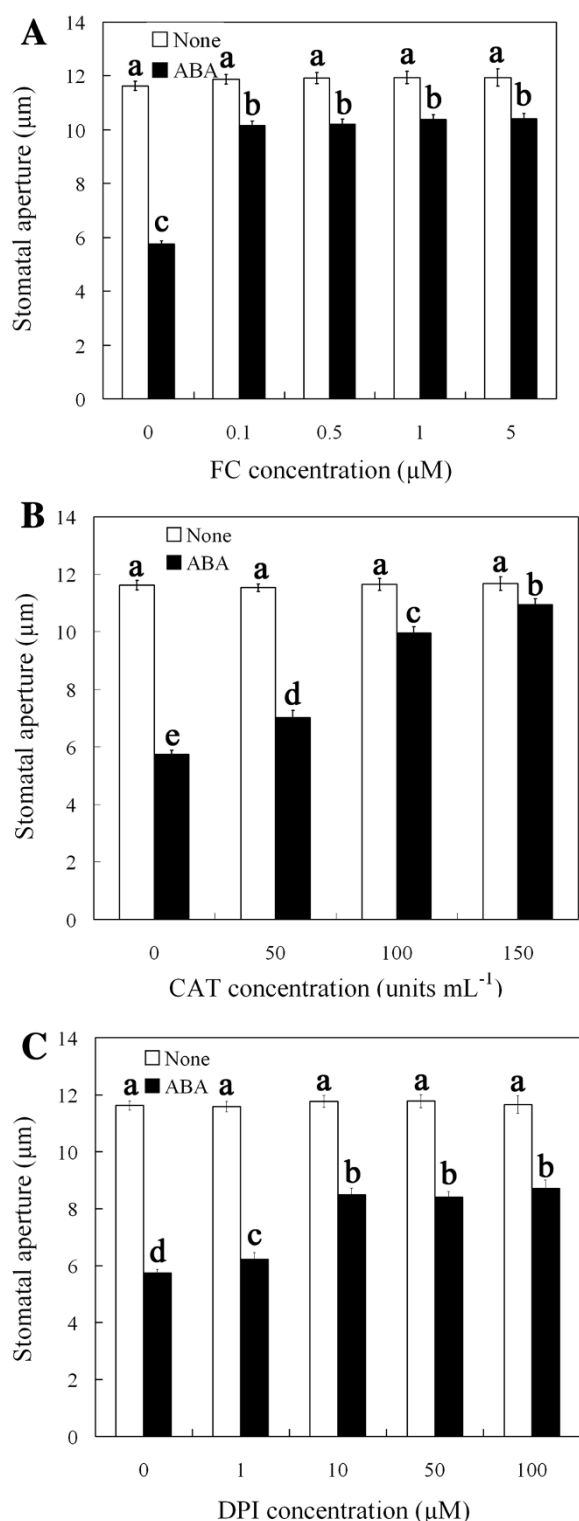 A
14
12
10
8
6
4
2
0
Stomatal aperture (μm)
None
ABA
a
c
a
b
a
b
a
b
a
b
0 0.1 0.5 1 5
FC concentration (μM)
B
14
12
10
8
6
4
2
0
Stomatal aperture (μm)
None
ABA
a
e
a
d
a
c
a
b
0 50 100 150
CAT concentration (units mL⁻¹)
C
14
12
10
8
6
4
2
0
Stomatal aperture (μm)
None
ABA
a
d
a
c
a
b
a
b
a
b
0 1 10 50 100
DPI concentration (μM)